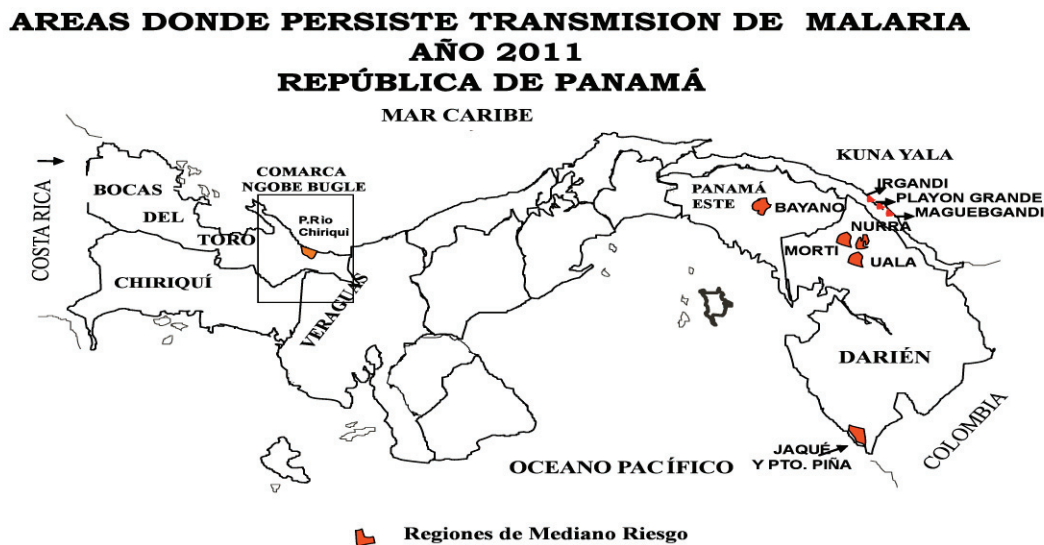 AREAS DONDE PERSISTE TRANSMISION DE MALARIA
AÑO 2011
REPÚBLICA DE PANAMÁ
MAR CARIBE
COSTA RICA
BOCAS
DEL
TORO
CHIRIQUÍ
COMARCA
NGOBE BUGLE
P.Rio
Chiriqui
VERAGUAS
KUNA YALA
PANAMÁ
ESTE
BAYANO
IRGANDI
PLAYON GRANDE
MAGUEBGANDI
NURRA
MORTI
UALA
DARIÉN
COLOMBIA
JAQUÉ
Y PTO. PIÑA
OCEANO PACÍFICO
Regiones de Mediano Riesgo